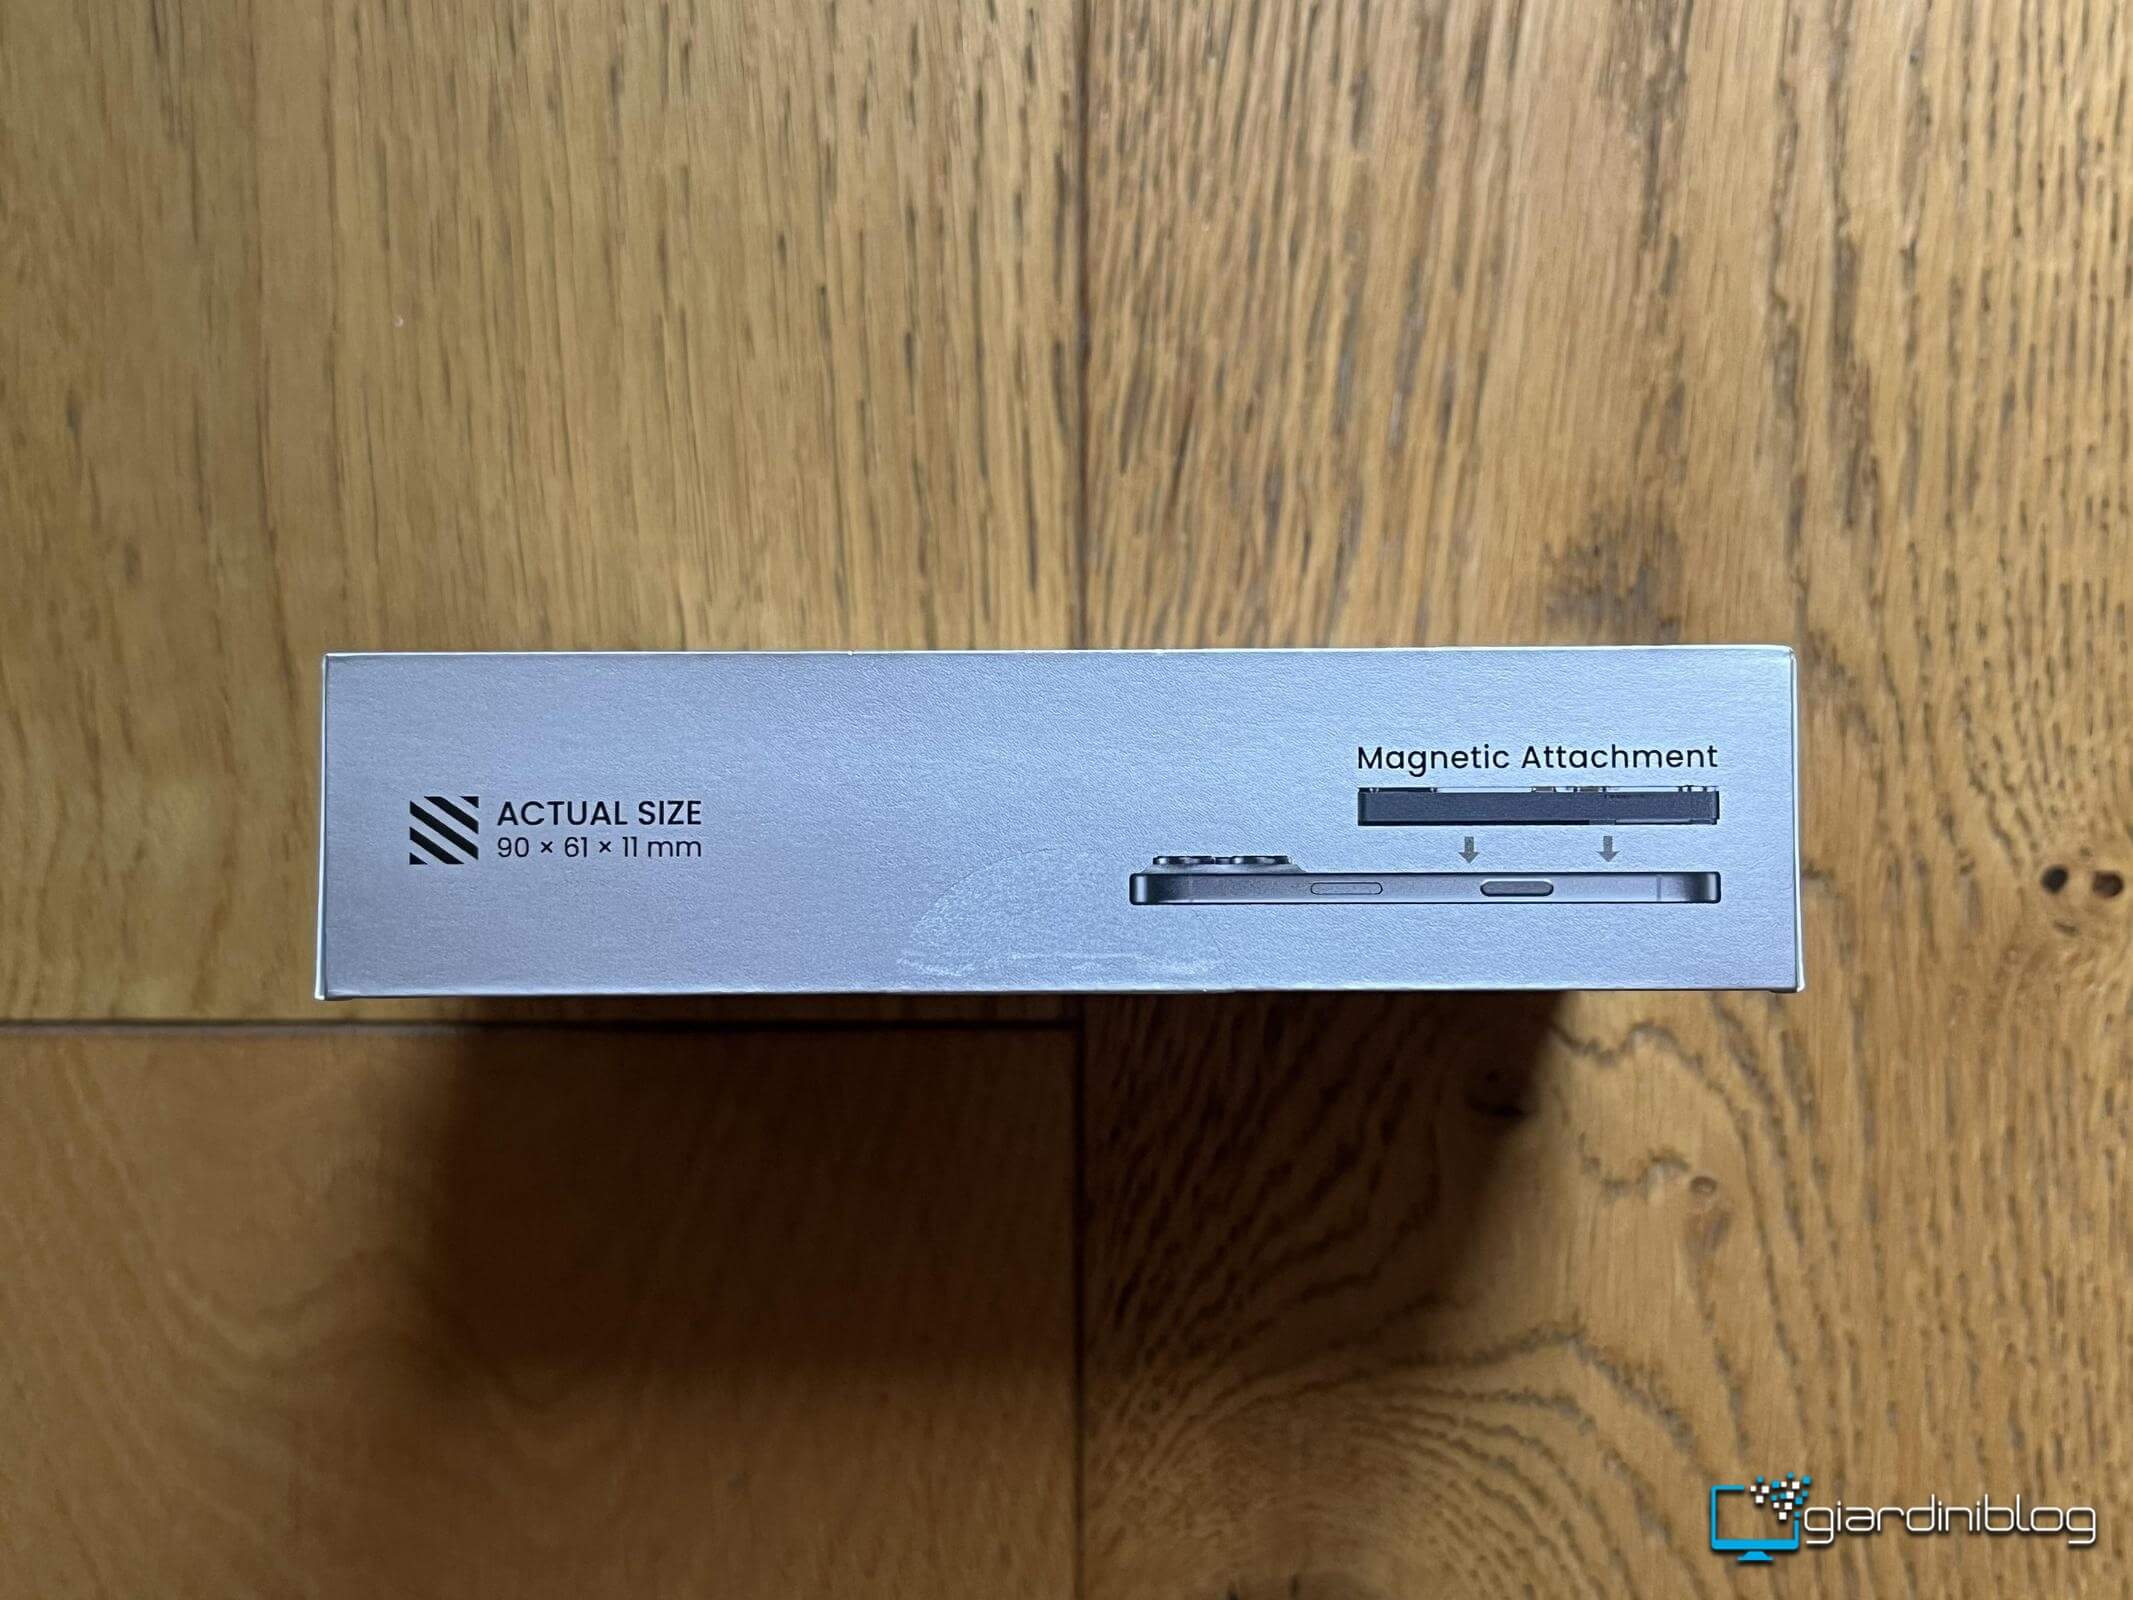 ACTUAL SIZE
90 × 61 × 11 mm
Magnetic Attachment
giardiniblog